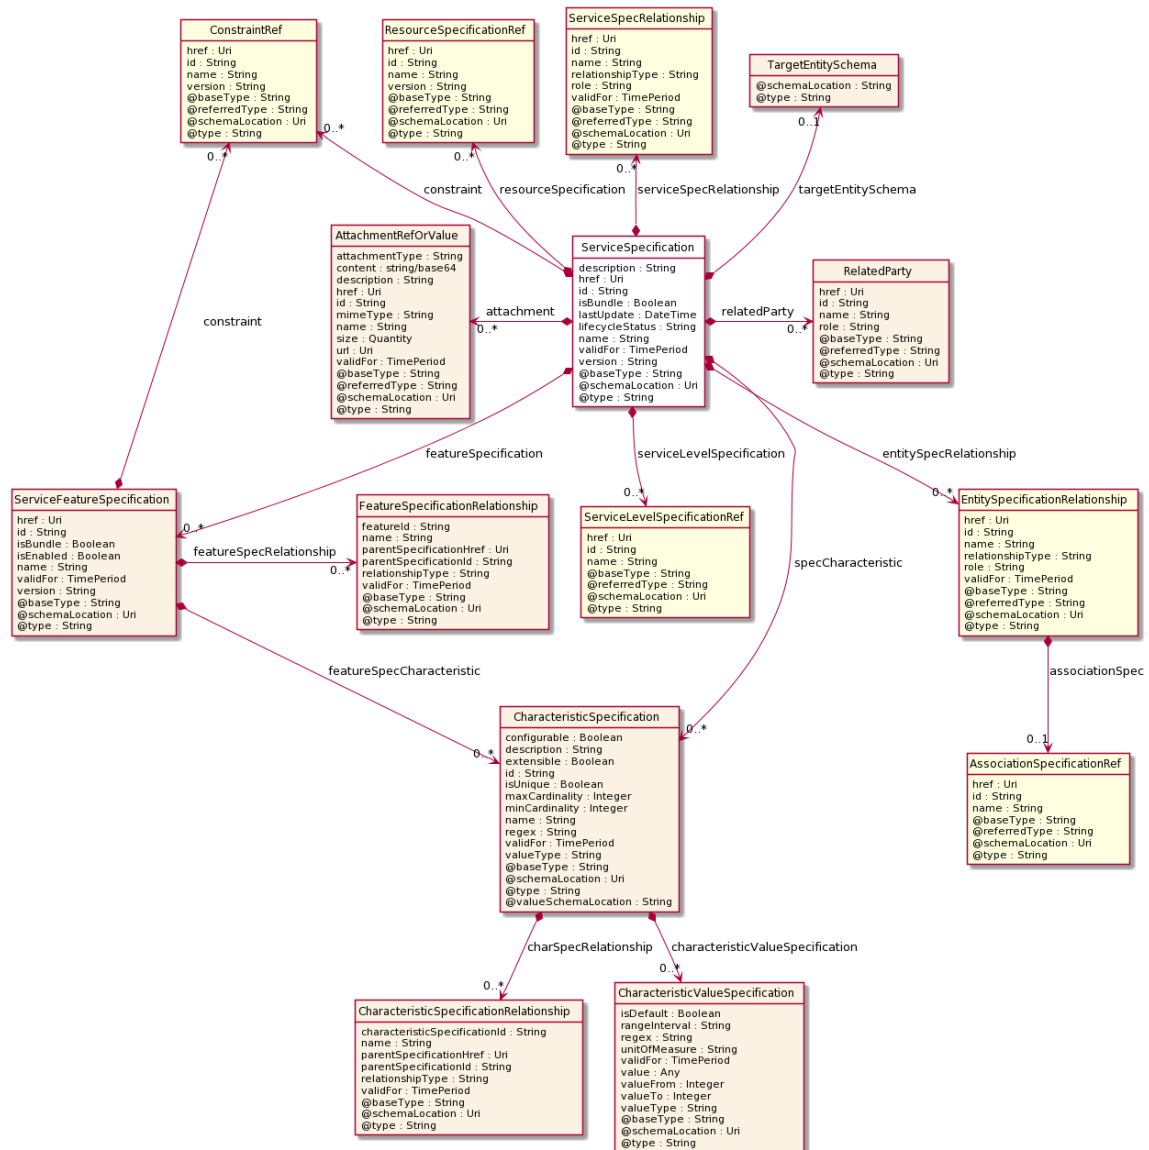 ConstraintRef
href : Uri
id : String
name : String
version : String
@baseType : String
@referredType : String
@schemaLocation : Uri
@type : String
ResourceSpecificationRef
href : Uri
id : String
name : String
version : String
@baseType : String
@referredType : String
@schemaLocation : Uri
@type : String
ServiceSpecRelationship
href : Uri
id : String
name : String
relationshipType : String
role : String
validFor : TimePeriod
@baseType : String
@referredType : String
@schemaLocation : Uri
@type : String
TargetEntitySchema
@schemaLocation : String
@type : String
0..*
0..*
0..*
0..*
0..1
constraint
resourceSpecification
serviceSpecRelationship
targetEntitySchema
AttachmentRefOrValue
attachmentType : String
content : string/base64
description : String
href : Uri
id : String
mimeType : String
name : String
size : Quantity
url : Uri
validFor : TimePeriod
@baseType : String
@referredType : String
@schemaLocation : Uri
@type : String
attachment
0..*
ServiceSpecification
description : String
href : Uri
id : String
isBundle : Boolean
lastUpdate : DateTime
lifecycleStatus : String
name : String
validFor : TimePeriod
version : String
@baseType : String
@schemaLocation : Uri
@type : String
relatedParty
0..*
RelatedParty
href : Uri
id : String
name : String
role : String
@baseType : String
@referredType : String
@schemaLocation : Uri
@type : String
constraint
featureSpecification
serviceLevelSpecification
entitySpecRelationship
0..*
0..*
0..*
ServiceFeatureSpecification
href : Uri
id : String
isBundle : Boolean
isEnabled : Boolean
name : String
validFor : TimePeriod
version : String
@baseType : String
@schemaLocation : Uri
@type : String
featureSpecRelationship
0..*
FeatureSpecificationRelationship
featureId : String
name : String
parentSpecificationHref : Uri
parentSpecificationId : String
relationshipType : String
validFor : TimePeriod
@baseType : String
@schemaLocation : Uri
@type : String
ServiceLevelSpecificationRef
href : Uri
id : String
name : String
@baseType : String
@referredType : String
@schemaLocation : Uri
@type : String
specCharacteristic
EntitySpecificationRelationship
href : Uri
id : String
name : String
relationshipType : String
role : String
validFor : TimePeriod
@baseType : String
@referredType : String
@schemaLocation : Uri
@type : String
featureSpecCharacteristic
associationSpec
0..*
0..*
0..1
CharacteristicSpecification
configurable : Boolean
description : String
extensible : Boolean
id : String
isUnique : Boolean
maxCardinality : Integer
minCardinality : Integer
name : String
regex : String
validFor : TimePeriod
valueType : String
@baseType : String
@schemaLocation : Uri
@type : String
@valueSchemaLocation : String
AssociationSpecificationRef
href : Uri
id : String
name : String
@baseType : String
@referredType : String
@schemaLocation : Uri
@type : String
charSpecRelationship
characteristicValueSpecification
0..*
0..*
CharacteristicSpecificationRelationship
characteristicSpecificationId : String
name : String
parentSpecificationHref : Uri
parentSpecificationId : String
relationshipType : String
validFor : TimePeriod
@baseType : String
@schemaLocation : Uri
@type : String
CharacteristicValueSpecification
isDefault : Boolean
rangeInterval : String
regex : String
unitOfMeasure : String
validFor : TimePeriod
value : Any
valueFrom : Integer
valueTo : Integer
valueType : String
@baseType : String
@schemaLocation : Uri
@type : String